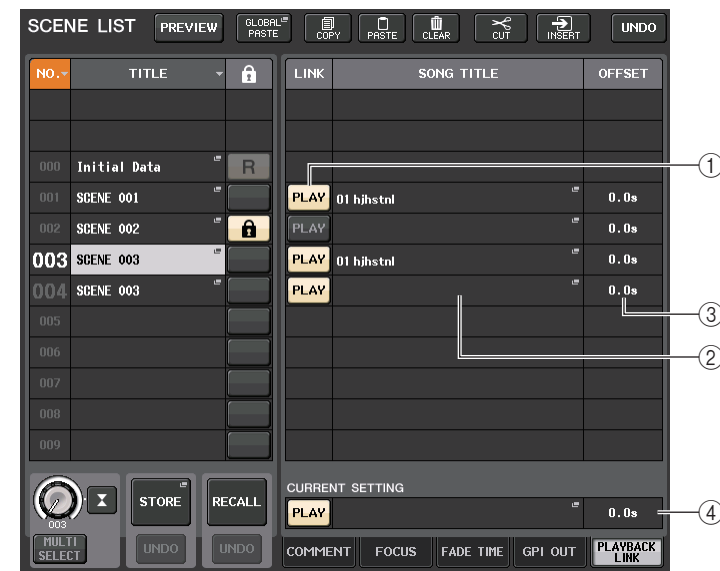 SCENE LIST PREVIEW GLOBAL PASTE COPY PASTE CLEAR CUT INSERT UNDO
NO. TITLE LINK SONG TITLE OFFSET
000 Initial Data R
001 SCENE 001 PLAY 01 hjhstnl 0.0s
002 SCENE 002 PLAY 0.0s
003 SCENE 003 PLAY 01 hjhstnl 0.0s
004 SCENE 003 PLAY 0.0s
005
006
007
008
009
1
3
2
4
003
MULTI SELECT
STORE
UNDO
RECALL
UNDO
CURRENT SETTING
PLAY 0.0s
COMMENT FOCUS FADE TIME GPI OUT PLAYBACK LINK